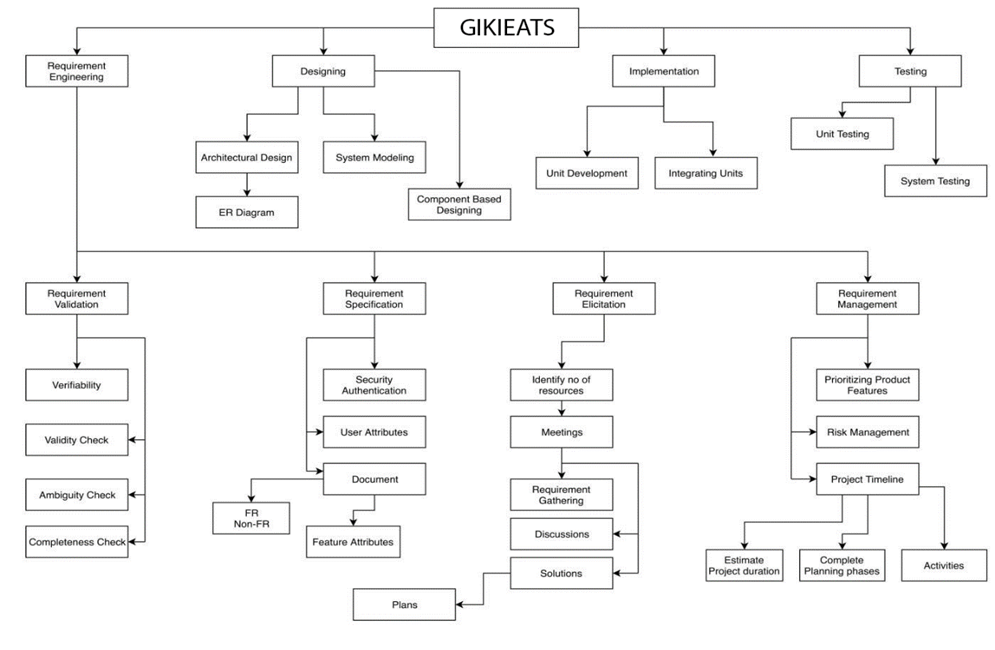 GIKIEATS
Requirement
Engineering
Designing
Implementation
Testing
Architectural Design
System Modeling
ER Diagram
Component Based
Designing
Unit Development
Integrating Units
Unit Testing
System Testing
Requirement
Validation
Requirement
Specification
Requirement
Elicitation
Requirement
Management
Verifiability
Validity Check
Ambiguity Check
Completeness Check
Security
Authentication
User Attributes
Document
FR
Non-FR
Feature Attributes
Identify no of
resources
Meetings
Requirement
Gathering
Discussions
Solutions
Plans
Prioritizing Product
Features
Risk Management
Project Timeline
Estimate
Project duration
Complete
Planning phases
Activities